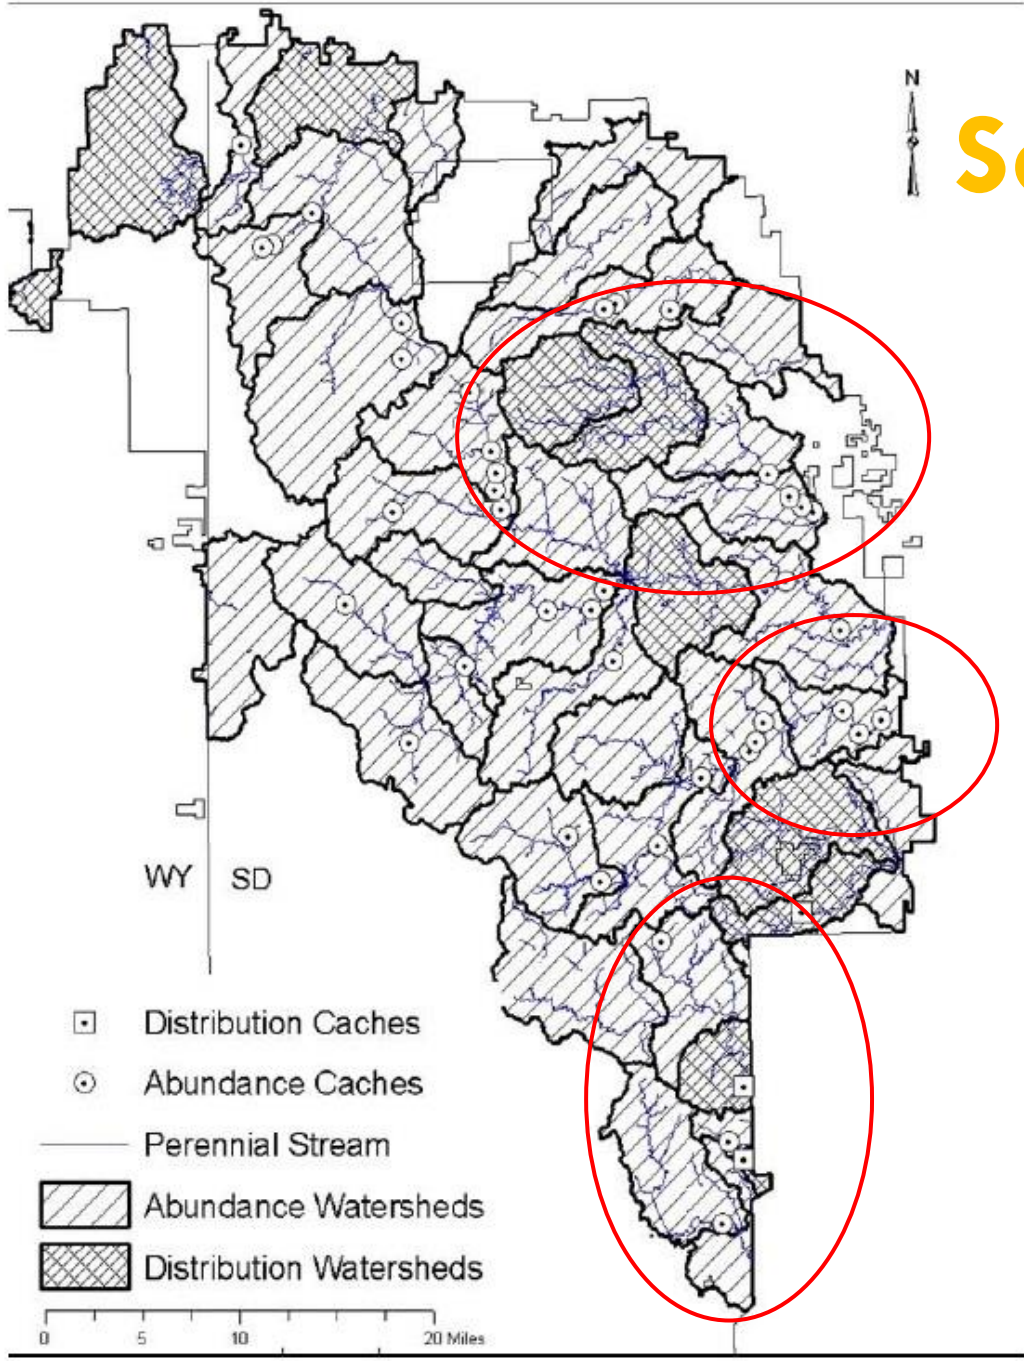 N
WY SD
Distribution Caches
Abundance Caches
Perennial Stream
Abundance Watersheds
Distribution Watersheds
0 5 10 20 Miles